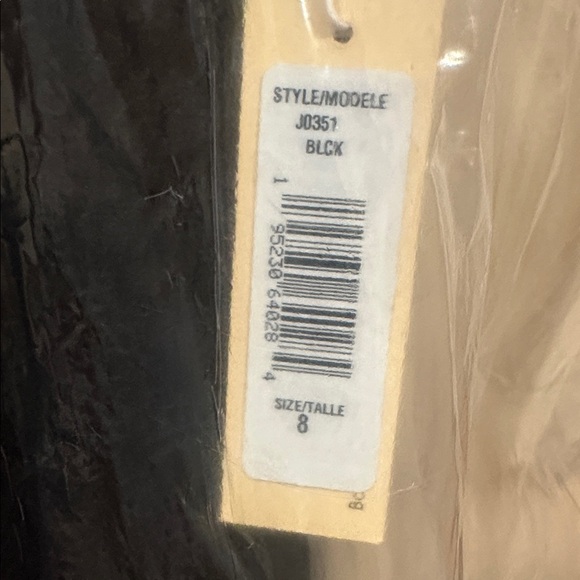 STYLE/MODELE
J0351
BLCK
1 95230 64028 4
SIZE/TALLE
8